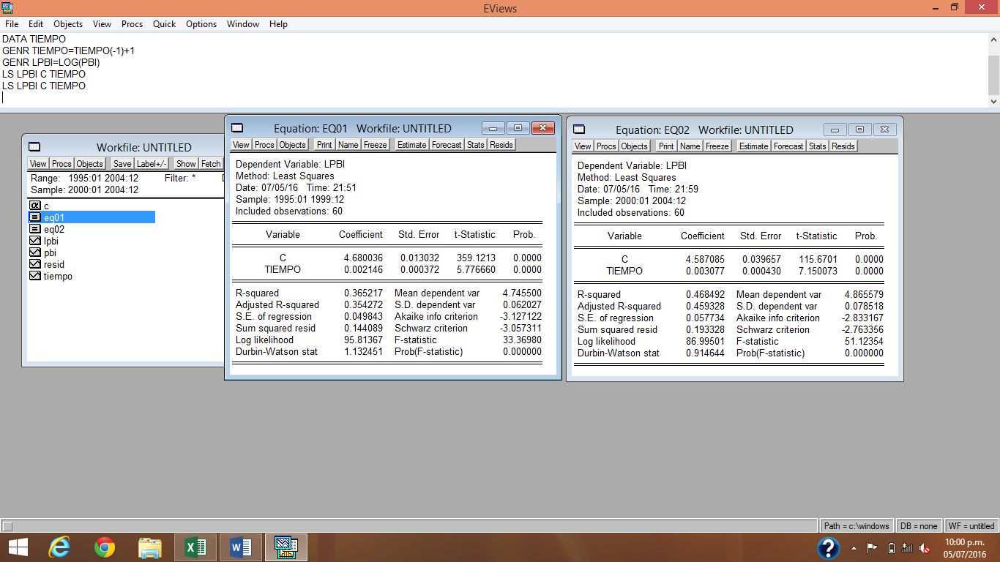 EViews
File Edit Objects View Procs Quick Options Window Help
DATA TIEMPO
GENR TIEMPO=TIEMPO(-1)+1
GENR LPBI=LOG(PBI)
LS LPBI C TIEMPO
LS LPBI C TIEMPO
Workfile: UNTITLED
View Procs Objects Save Label+/- Show Fetch
Range: 1995:01 2004:12 Filter: *
Sample: 2000:01 2004:12
c
eq01
eq02
lpbi
pbi
resid
tiempo
Equation: EQ01 Workfile: UNTITLED
View Procs Objects Print Name Freeze Estimate Forecast Stats Resids
Dependent Variable: LPBI
Method: Least Squares
Date: 07/05/16 Time: 21:51
Sample: 1995:01 1999:12
Included observations: 60
Variable Coefficient Std. Error t-Statistic Prob.
C 4.680036 0.013032 359.1213 0.0000
TIEMPO 0.002146 0.000372 5.776660 0.0000
R-squared 0.365217 Mean dependent var 4.745500
Adjusted R-squared 0.354272 S.D. dependent var 0.062027
S.E. of regression 0.049843 Akaike info criterion -3.127122
Sum squared resid 0.144089 Schwarz criterion -3.057311
Log likelihood 95.81367 F-statistic 33.36980
Durbin-Watson stat 1.132451 Prob(F-statistic) 0.000000
Equation: EQ02 Workfile: UNTITLED
View Procs Objects Print Name Freeze Estimate Forecast Stats Resids
Dependent Variable: LPBI
Method: Least Squares
Date: 07/05/16 Time: 21:59
Sample: 2000:01 2004:12
Included observations: 60
Variable Coefficient Std. Error t-Statistic Prob.
C 4.587085 0.039657 115.6701 0.0000
TIEMPO 0.003077 0.000430 7.150073 0.0000
R-squared 0.468492 Mean dependent var 4.865579
Adjusted R-squared 0.459328 S.D. dependent var 0.078518
S.E. of regression 0.057734 Akaike info criterion -2.833167
Sum squared resid 0.193328 Schwarz criterion -2.763356
Log likelihood 86.99501 F-statistic 51.12354
Durbin-Watson stat 0.914644 Prob(F-statistic) 0.000000
Path = c:\windows DB = none WF = untitled
10:00 p.m.
05/07/2016